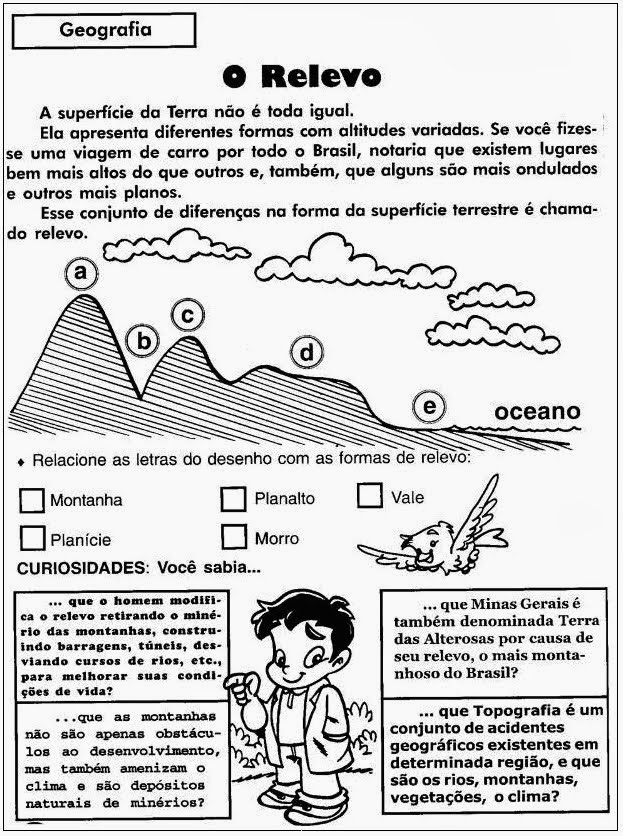 Geografia
O Relevo
A superfície da Terra não é toda igual.
Ela apresenta diferentes formas com altitudes variadas. Se você fizes-
se uma viagem de carro por todo o Brasil, notaria que existem lugares
bem mais altos do que outros e, também, que alguns são mais ondulados
e outros mais planos.
Esse conjunto de diferenças na forma da superfície terrestre é chama-
do relevo.
a
b
c
d
e
oceano
♦ Relacione as letras do desenho com as formas de relevo:
Montanha
Planalto
Vale
Planície
Morro
CURIOSIDADES: Você sabia...
... que o homem modifi-
ca o relevo retirando o miné-
rio das montanhas, constru-
indo barragens, túneis, des-
viando cursos de rios, etc.,
para melhorar suas condi-
ções de vida?
...que as montanhas
não são apenas obstácu-
los ao desenvolvimento,
mas também amenizam o
clima e são depósitos
naturais de minérios?
... que Minas Gerais é
também denominada Terra
das Alterosas por causa de
seu relevo, o mais monta-
nhoso do Brasil?
... que Topografia é um
conjunto de acidentes
geográficos existentes em
determinada região, e que
são os rios, montanhas,
vegetações, o clima?